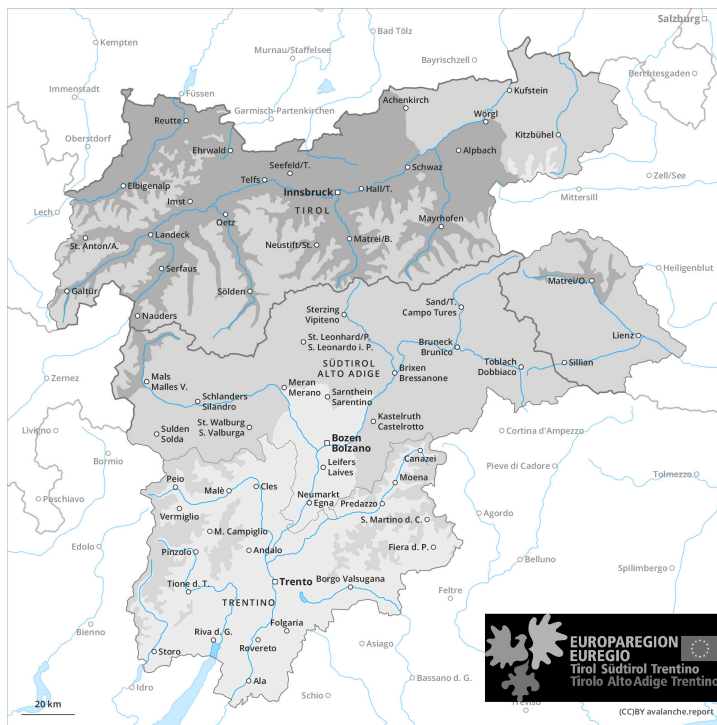 Salzburg
Kempten
Bad Tölz
Murnau/Staffelsee
Bayrischzell
Berchtesgaden
Immenstadt
Füssen
Garmisch-Partenkirchen
Achenkirch
Kufstein
Reutte
Wörgl
Oberstdorf
Kitzbühel
Ehrwald
Seefeld/T.
Alpbach
Schwaz
Telfs
Zell/See
Elbigenalp
Innsbruck
Hall/T.
Mittersill
Imst
TIROL
Lech
Oetz
Mayrhofen
Landeck
St. Anton/A.
Neustift/St.
Matrei/B.
Serfaus
Heiligenblut
Matrei/O.
Galtür
Sölden
Sand/T.
Campo Tures
Nauders
Sterzing
Vipiteno
Lienz
St. Leonhard/P.
S. Leonardo i. P.
Bruneck
Brunico
SÜDTIROL
ALTO ADIGE
Toblach
Dobbiaco
Sillian
Brixen
Bressanone
Zernez
Mals
Malles V.
Meran
Merano
Sarnthein
Sarentino
Schlanders
Silandro
St. Walburg
S. Valburga
Kastelruth
Castelrotto
Livigno
Sulden
Solda
Cortina d'Ampezzo
Bozen
Bolzano
Bormio
Canazei
Pieve di Cadore
Leifers
Laives
Tolmezzo
Peio
Moena
Poschiavo
Malè
Cles
Neumarkt
Egna
Predazzo
Vermiglio
Agordo
S. Martino d. C.
M. Campiglio
Edolo
Pinzolo
Andalo
Fiera d. P.
Belluno
Spilimbergo
Tione d. T.
Trento
Borgo Valsugana
Feltre
TRENTINO
Folgaria
Bienno
Riva d. G.
Rovereto
Asiago
Storo
Ala
Bassano d. G.
Idro
Schio
Treviso
EUROPAREGION
EUREGIO
Tirol Südtirol Trentino
Tirolo Alto Adige Trentino
20 km
(CC)BY avalanche.report